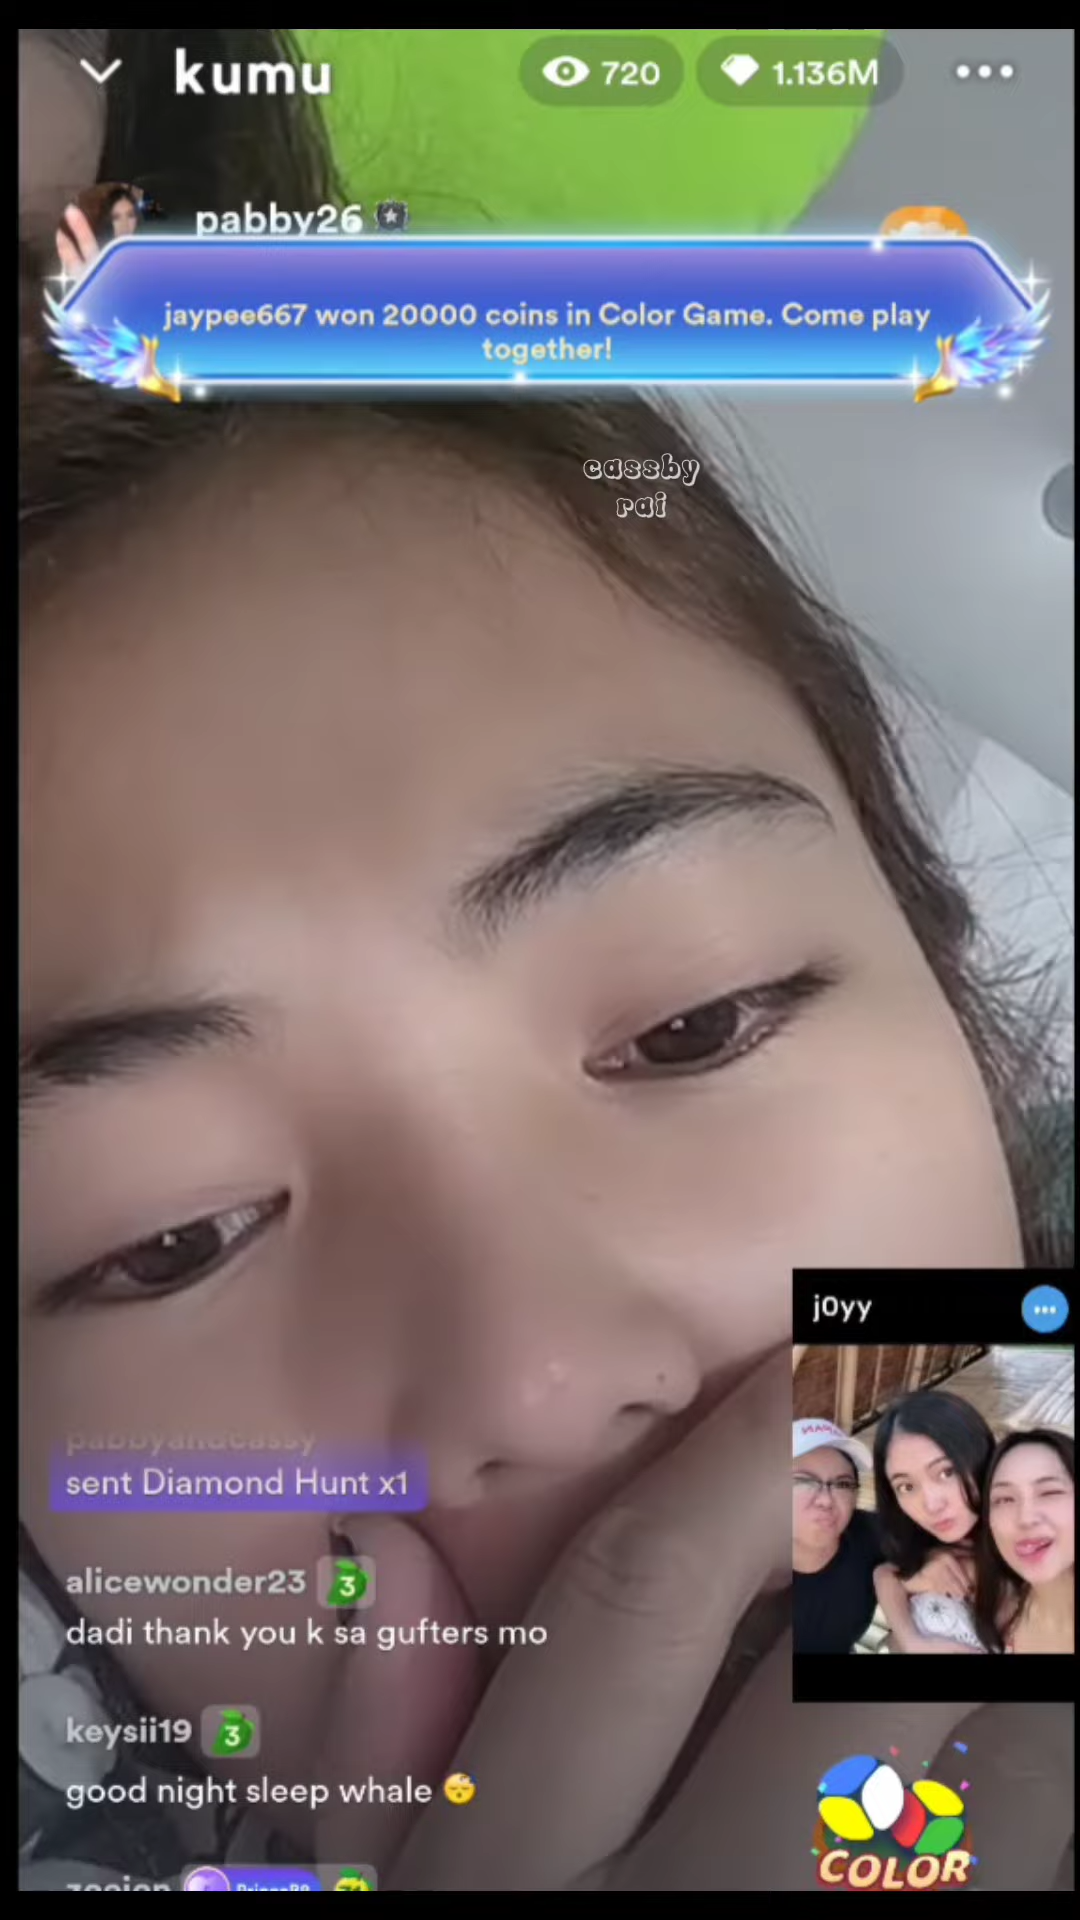 kumu
720
1.136M
pabby26
jaypee667 won 20000 coins in Color Game. Come play
together!
cassby
rai
j0yy
pabbyandcassy
sent Diamond Hunt x1
alicewonder23 3
dadi thank you k sa gufters mo
keysii19 3
good night sleep whale
COLOR